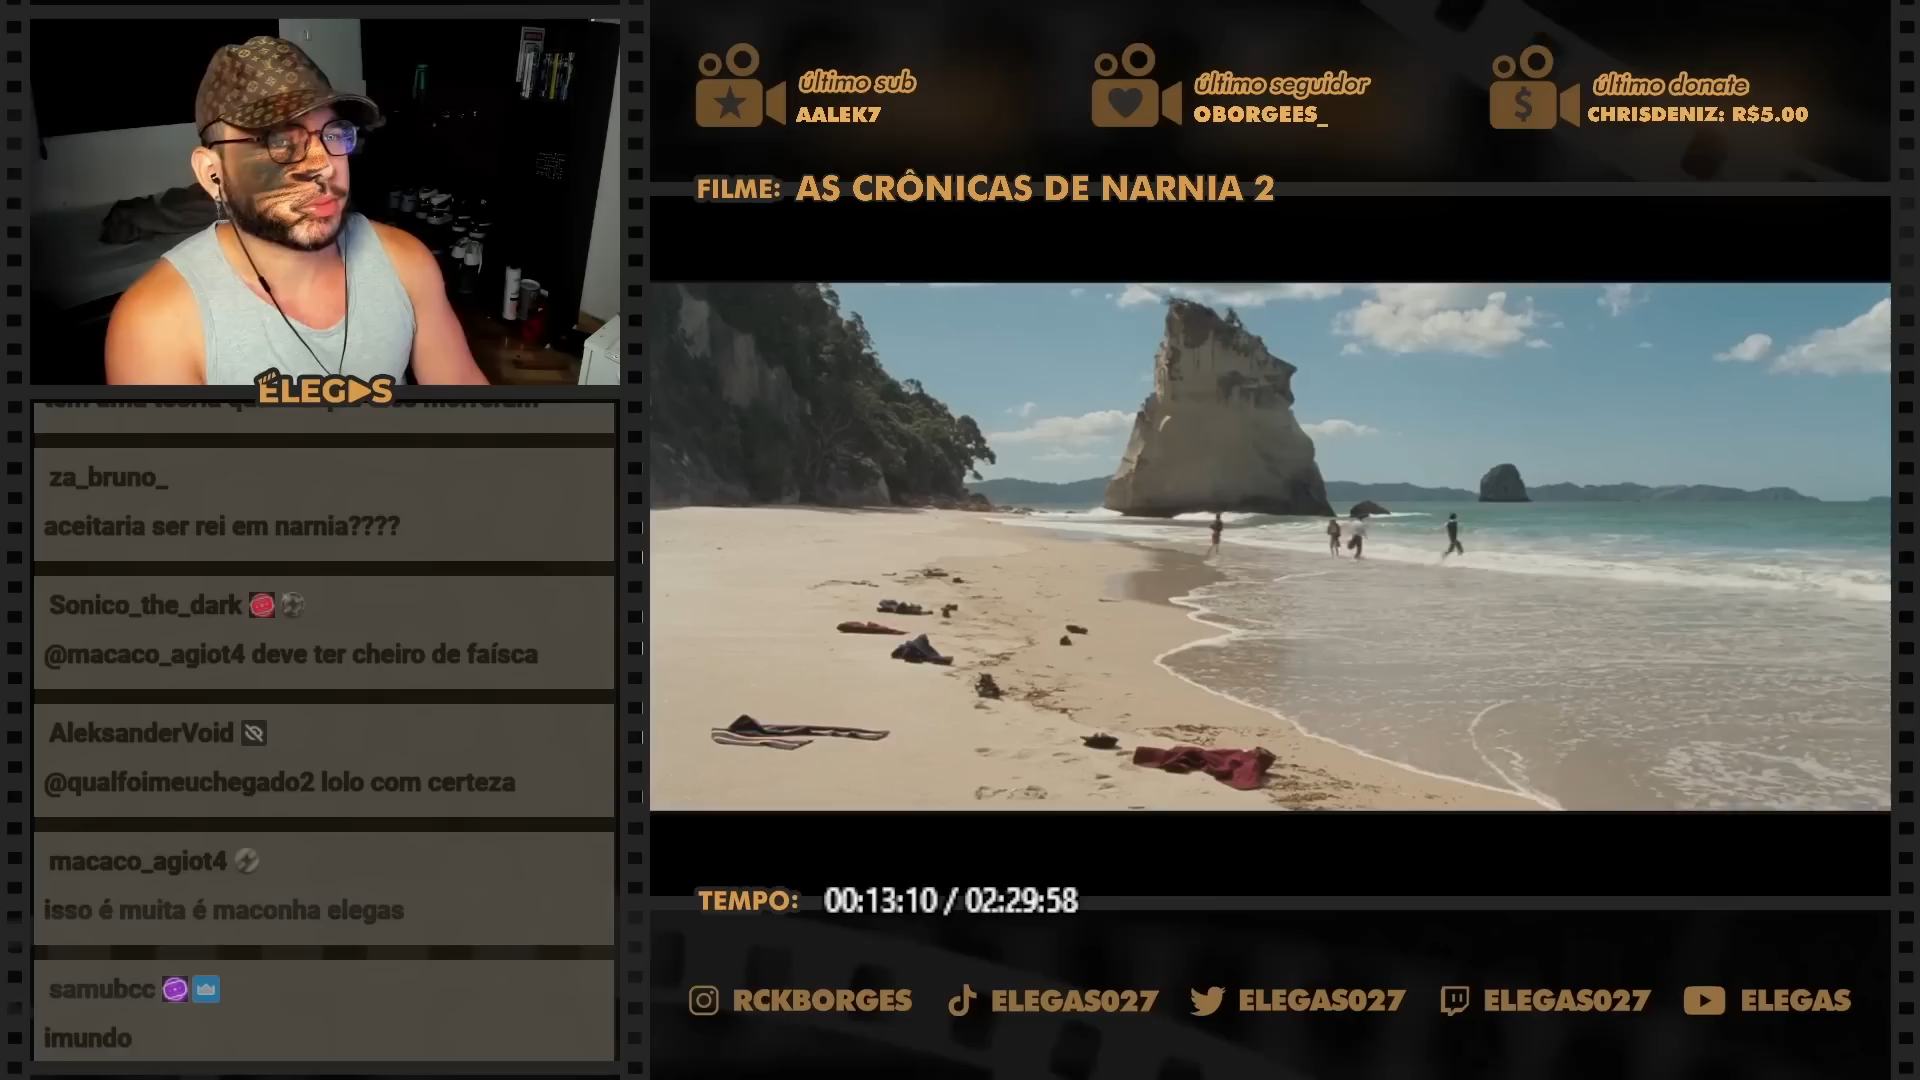 último sub
AALEK7
último seguidor
OBORGEES_
último donate
CHRISDENIZ: R$5.00
FILME: AS CRÔNICAS DE NARNIA 2
ELEGAS
za_bruno_
aceitaria ser rei em narnia????
Sonico_the_dark
@macaco_agiot4 deve ter cheiro de faísca
AleksanderVoid
@qualfoimeuchegado2 lolo com certeza
macaco_agiot4
isso é muita é maconha elegas
samubcc
imundo
TEMPO: 00:13:10 / 02:29:58
RCKBORGES
ELEGAS027
ELEGAS027
ELEGAS027
ELEGAS